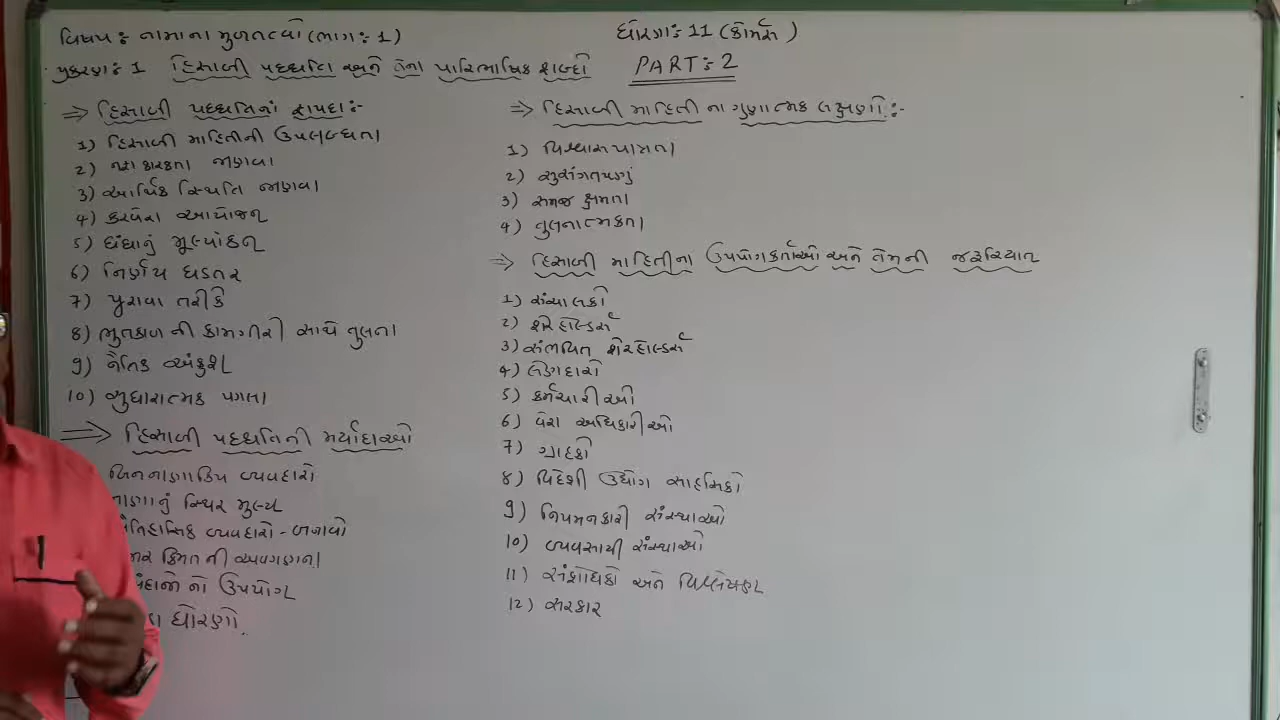 વિષય: નામાના મૂળતત્વો (ભાગ: 1)
ધોરણ: 11 (કોમર્સ)
પ્રકરણ: 1 હિસાબી પદ્ધતિ અને તેના પારિભાષિક શબ્દો PART: 2
⇒ હિસાબી પદ્ધતિનાં ફાયદા:-
1) હિસાબી માહિતીની ઉપલબ્ધતા
2) નફાકારકતા જાણવા
3) આર્થિક સ્થિતિ જાણવા
4) કરવેરા આયોજન
5) ધંધાનું મૂલ્યાંકન
6) નિર્ણય ઘડતર
7) પુરાવા તરીકે
8) ભુતકાળ ની કામગીરી સાથે તુલના
9) નૈતિક અંકુશ
10) સુધારાત્મક પગલા
⇒ હિસાબી પદ્ધતિની મર્યાદાઓ
બિનનાણાકિય વ્યવહારો
નાણાનું સ્થિર મુલ્ય
વ્યવહારો - બનાવો
કિંમત ની અવગણના
નો ઉપયોગ
ધોરણો.
⇒ હિસાબી માહિતી ના ગુણાત્મક લક્ષણો:-
1) વિશ્વાસપાત્રતા
2) સુસંગતપણું
3) સમજ ક્ષમતા
4) તુલનાત્મકતા
⇒ હિસાબી માહિતીના ઉપયોગકર્તાઓ અને તેમની જરૂરિયાત
1) સંચાલકો
2) શેરહોલ્ડર્સ
3) સંભવિત શેરહોલ્ડર્સ
4) લેણદારો
5) કર્મચારીઓ
6) વેરા અધિકારીઓ
7) ગ્રાહકો
8) વિદેશી ઉદ્યોગ સાહસિકો
9) નિયમનકારી સંસ્થાઓ
10) વ્યવસાયી સંસ્થાઓ
11) સંશોધકો અને વિશ્લેષણ
12) સરકાર